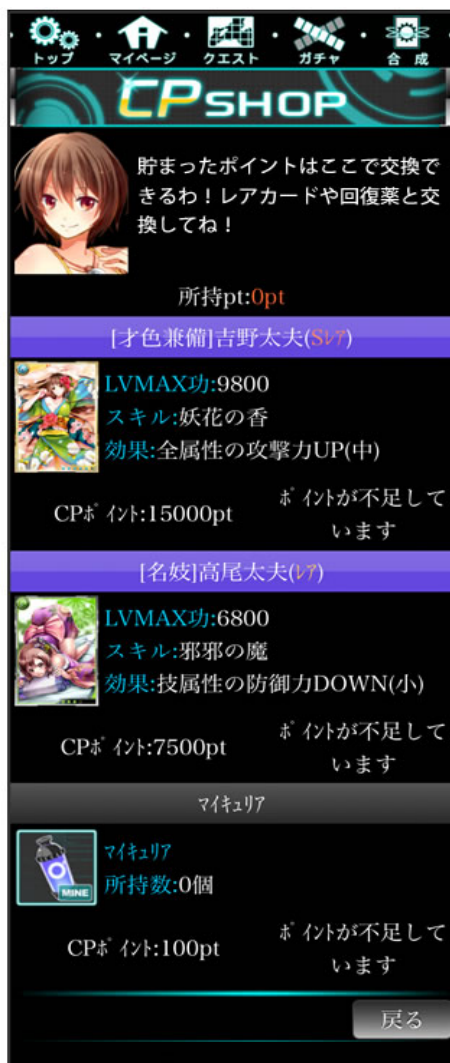 トップ
マイページ
クエスト
ガチャ
合成
CPSHOP
貯まったポイントはここで交換で
きるわ！レアカードや回復薬と交
換してね！
所持pt:0pt
[才色兼備]吉野太夫(Sﾚｱ)
LVMAX功:9800
スキル:妖花の香
効果:全属性の攻撃力UP(中)
CPﾎﾟｲﾝﾄ:15000pt
ﾎﾟｲﾝﾄが不足して
います
[名妓]高尾太夫(ﾚｱ)
LVMAX功:6800
スキル:邪邪の魔
効果:技属性の防御力DOWN(小)
CPﾎﾟｲﾝﾄ:7500pt
ﾎﾟｲﾝﾄが不足して
います
ﾏｲｷｭﾘｱ
ﾏｲｷｭﾘｱ
所持数:0個
MINE
CPﾎﾟｲﾝﾄ:100pt
ﾎﾟｲﾝﾄが不足して
います
戻る